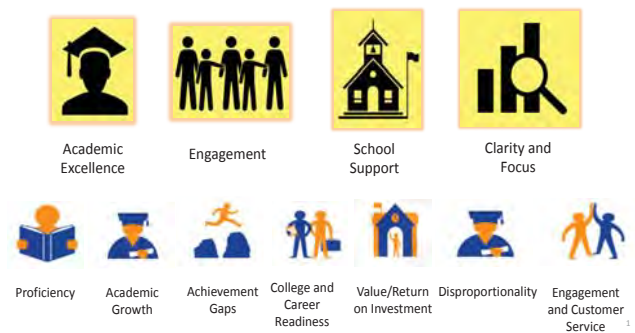 Academic
Excellence
Engagement
School
Support
Clarity and
Focus
Proficiency
Academic
Growth
Achievement
Gaps
College and
Career
Readiness
Value/Return
on Investment
Disproportionality
Engagement
and Customer
Service
1